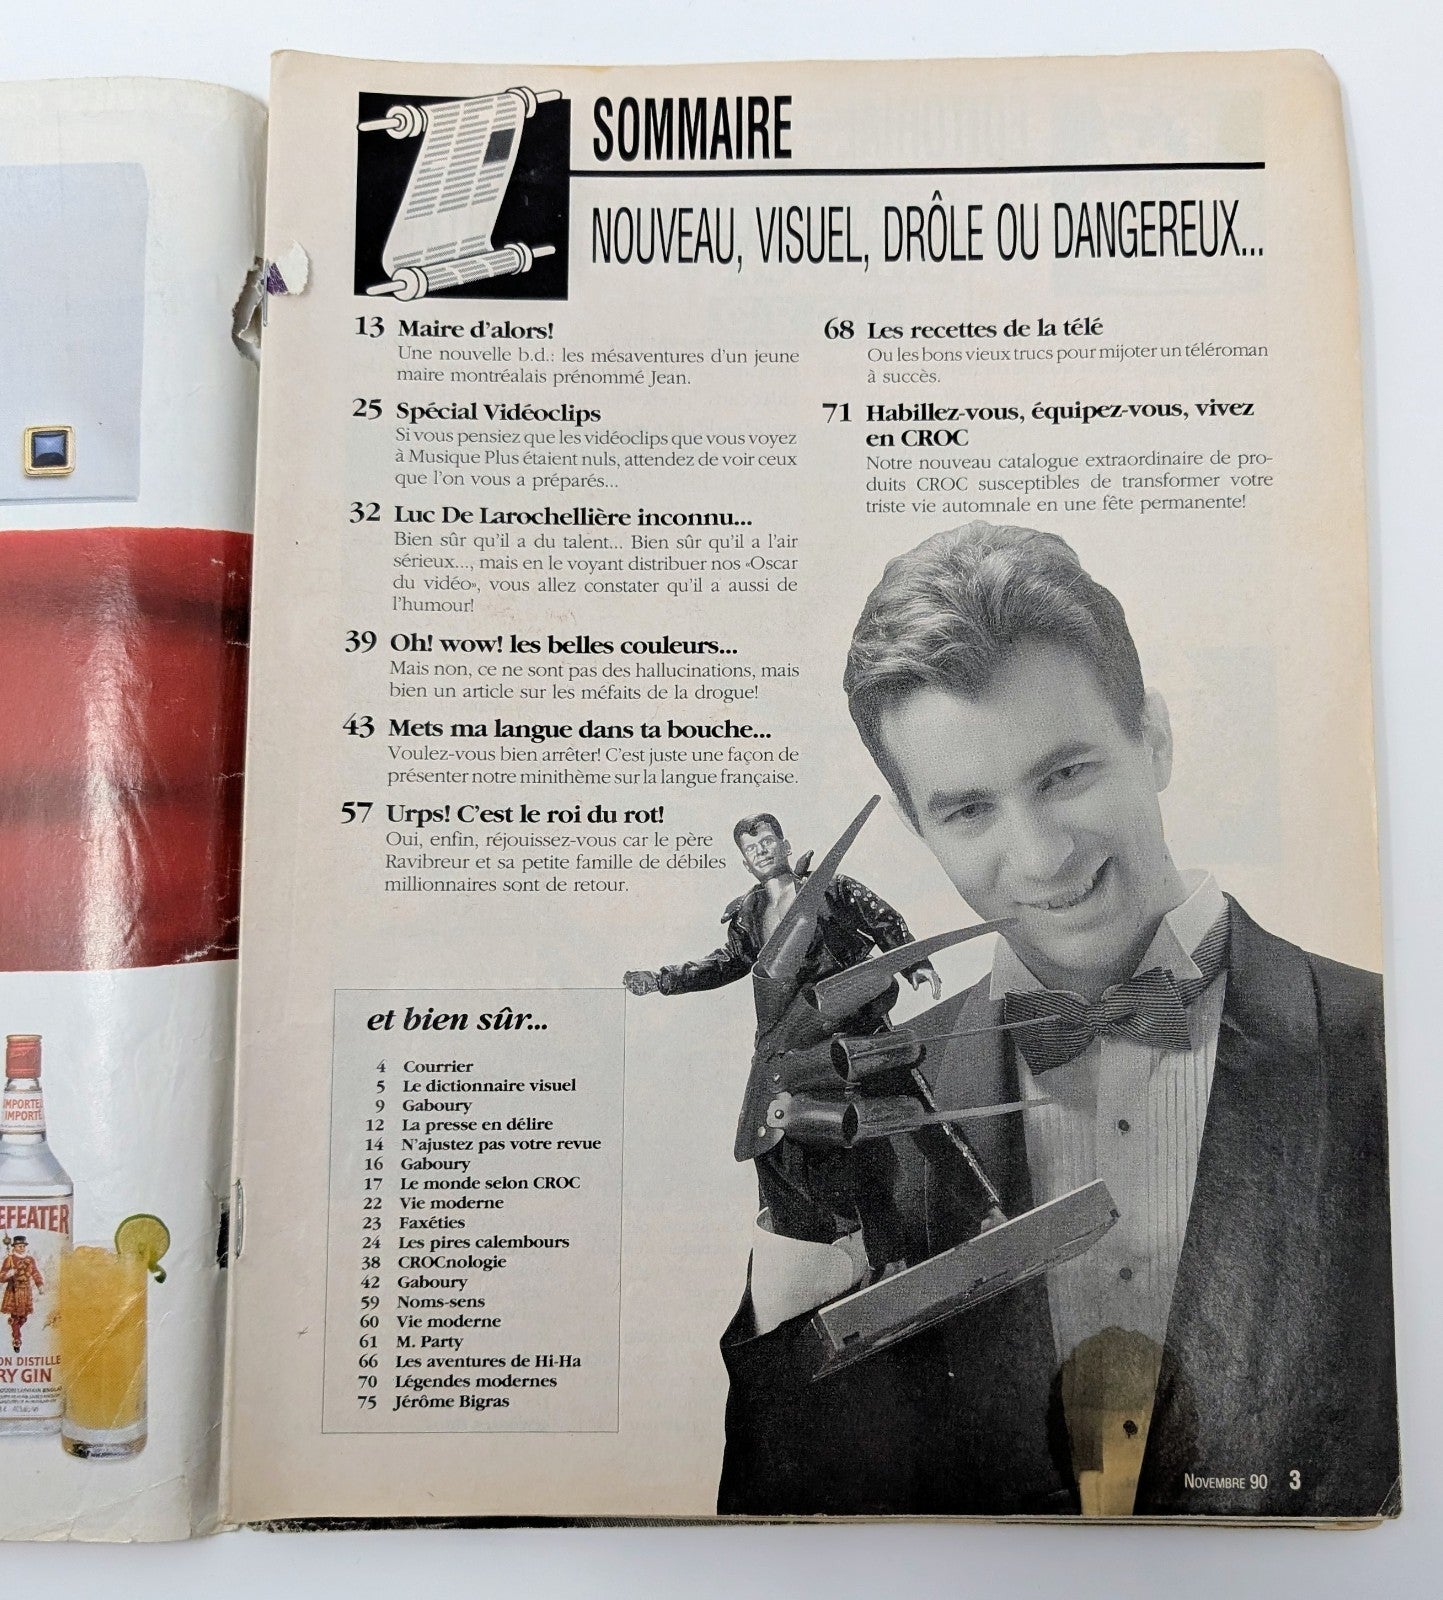 SOMMAIRE
NOUVEAU, VISUEL, DRÔLE OU DANGEREUX...
13 Maire d'alors!
Une nouvelle b.d.: les mésaventures d'un jeune
maire montréalais prénommé Jean.
25 Spécial Vidéoclips
Si vous pensiez que les vidéoclips que vous voyez
à Musique Plus étaient nuls, attendez de voir ceux
que l'on vous a préparés...
32 Luc De Larochellière inconnu...
Bien sûr qu'il a du talent... Bien sûr qu'il a l'air
sérieux..., mais en le voyant distribuer nos «Oscar
du vidéo», vous allez constater qu'il a aussi de
l'humour!
39 Oh! wow! les belles couleurs...
Mais non, ce ne sont pas des hallucinations, mais
bien un article sur les méfaits de la drogue!
43 Mets ma langue dans ta bouche...
Voulez-vous bien arrêter! C'est juste une façon de
présenter notre minithème sur la langue française.
57 Urps! C'est le roi du rot!
Oui, enfin, réjouissez-vous car le père
Ravibreur et sa petite famille de débiles
millionnaires sont de retour.
68 Les recettes de la télé
Ou les bons vieux trucs pour mijoter un téléroman
à succès.
71 Habillez-vous, équipez-vous, vivez
en CROC
Notre nouveau catalogue extraordinaire de pro-
duits CROC susceptibles de transformer votre
triste vie automnale en une fête permanente!
et bien sûr...
4 Courrier
5 Le dictionnaire visuel
9 Gaboury
12 La presse en délire
14 N'ajustez pas votre revue
16 Gaboury
17 Le monde selon CROC
22 Vie moderne
23 Faxéties
24 Les pires calembours
38 CROCnologie
42 Gaboury
59 Noms-sens
60 Vie moderne
61 M. Party
66 Les aventures de Hi-Ha
70 Légendes modernes
75 Jérôme Bigras
NOVEMBRE 90 3
IMPORTE
IMPORTÉ
EFEATER
ON DISTILLE
RY GIN